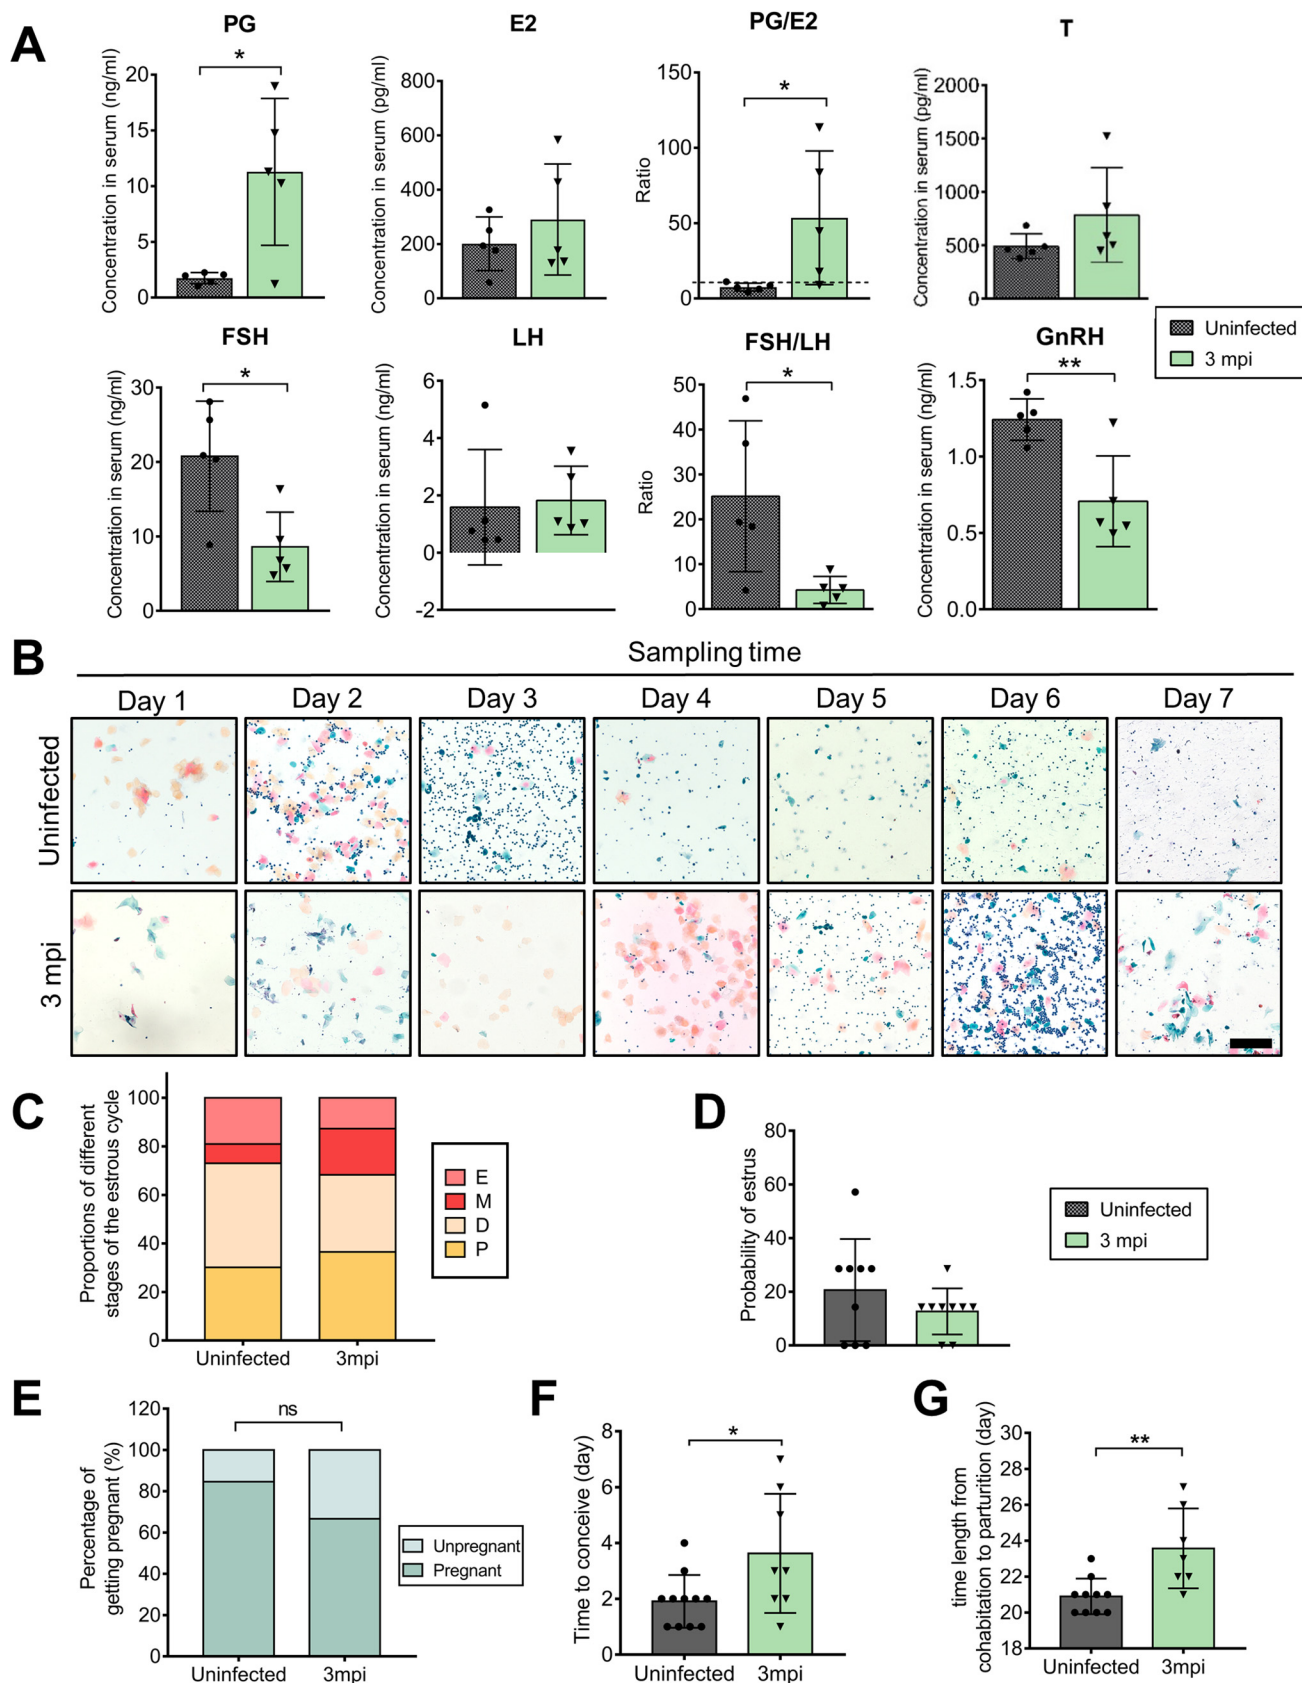 A
PG
Concentration in serum (ng/ml)
20
15
10
5
0
*
E2
Concentration in serum (pg/ml)
800
600
400
200
0
PG/E2
Ratio
150
100
50
0
*
T
Concentration in serum (pg/ml)
2000
1500
1000
500
0
FSH
Concentration in serum (ng/ml)
30
20
10
0
*
LH
Concentration in serum (ng/ml)
6
4
2
0
-2
FSH/LH
Ratio
50
40
30
20
10
0
*
GnRH
Concentration in serum (ng/ml)
1.5
1.0
0.5
0.0
**
Uninfected
3 mpi
B
Sampling time
Day 1 Day 2 Day 3 Day 4 Day 5 Day 6 Day 7
Uninfected
3 mpi
C
Proportions of different
stages of the estrous cycle
100
80
60
40
20
0
Uninfected 3mpi
E
M
D
P
D
Probability of estrus
80
60
40
20
0
Uninfected
3 mpi
E
Percentage of
getting pregnant (%)
120
100
80
60
40
20
0
ns
Uninfected 3mpi
Unpregnant
Pregnant
F
Time to conceive (day)
8
6
4
2
0
*
Uninfected 3mpi
G
time length from
cohabitation to parturition (day)
30
28
26
24
22
20
18
**
Uninfected 3mpi